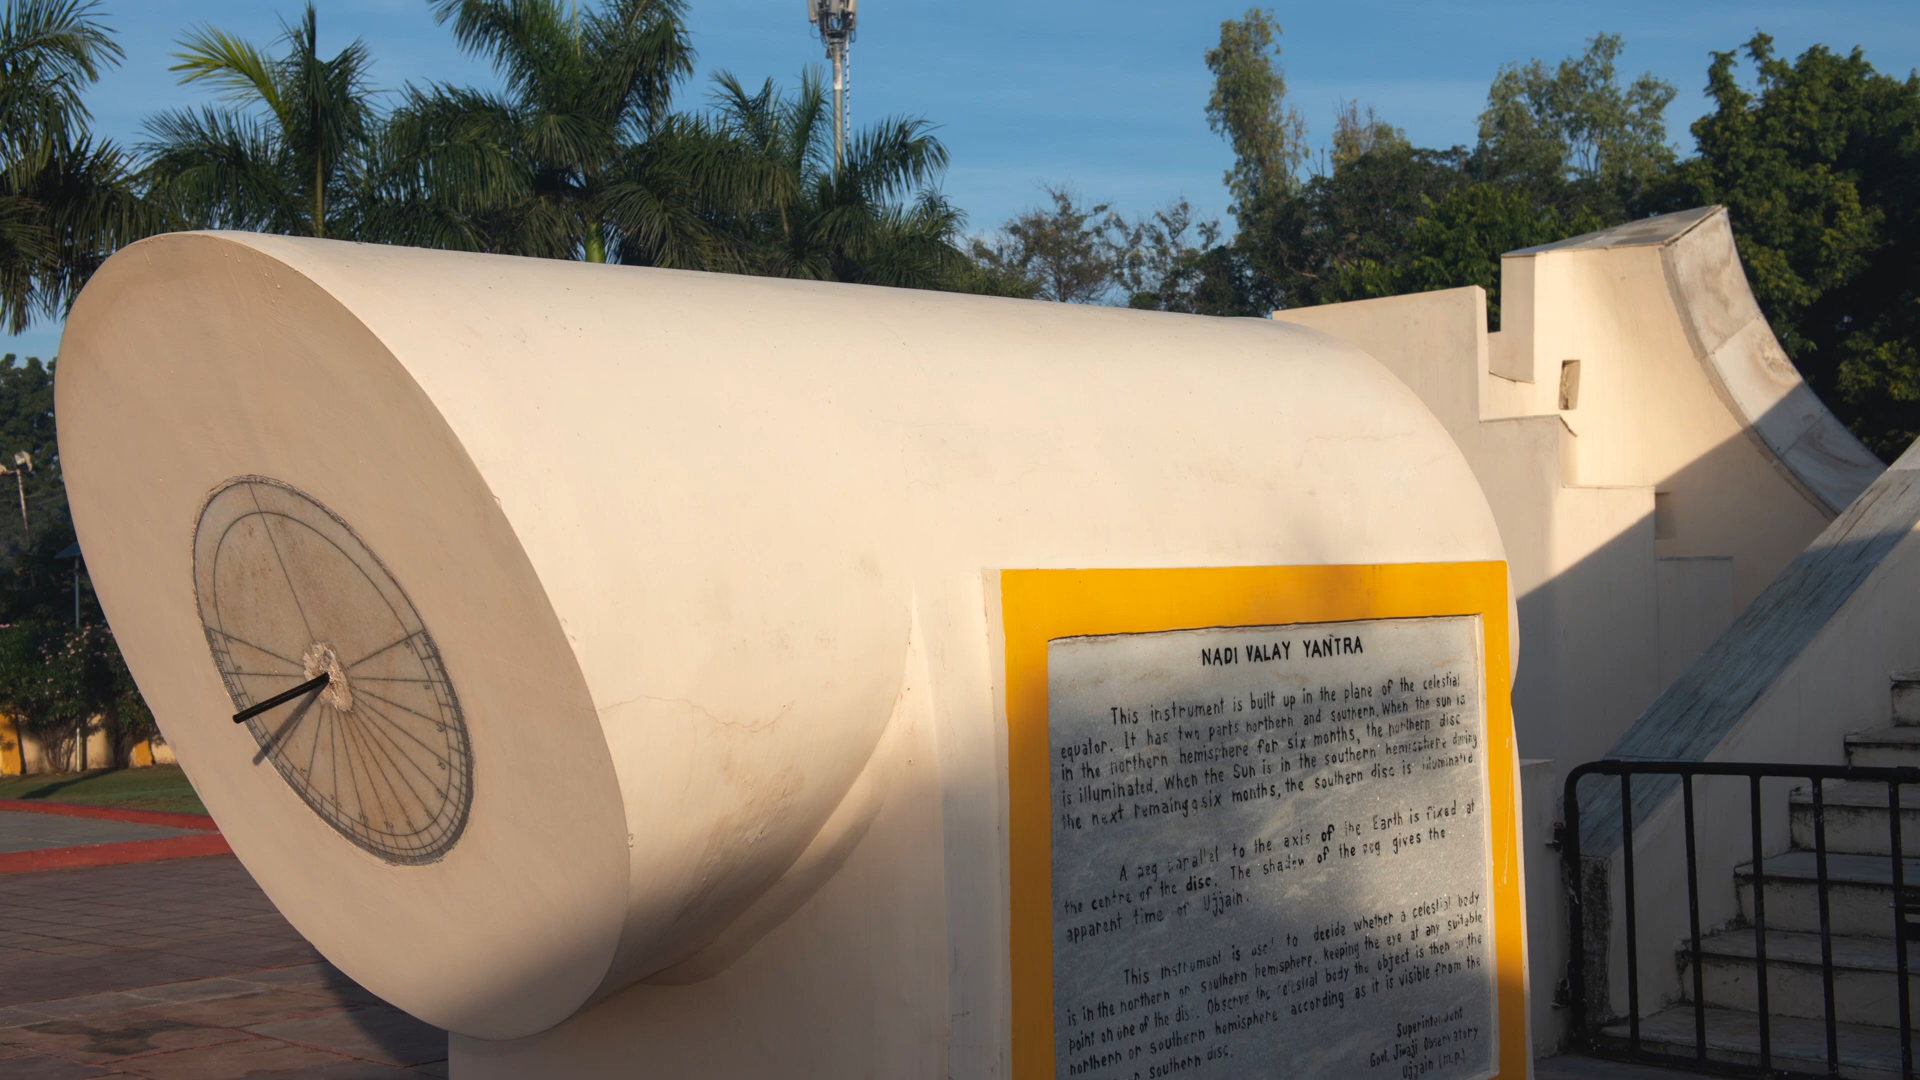 NADI VALAY YANTRA
This instrument is built up in the plane of the celestial
equator. It has two parts northern and southern. When the sun is
in the northern hemisphere for six months, the northern disc
is illuminated. When the Sun is in the southern hemisphere during
the next remaing six months, the southern disc is illuminated.
A peg parallel to the axis of the Earth is fixed at
the centre of the disc. The shadow of the peg gives the
apparent time of Ujjain.
This instrument is used to decide whether a celestial body
is in the northern or southern hemisphere. keeping the eye at any suitable
point on one of the disc. Observe the celestial body the object is then in the
northern or southern hemisphere according as it is visible from the
or southern disc.
Superintendent
Govt. Jiwaji Observatory
Ujjain (M.P.)